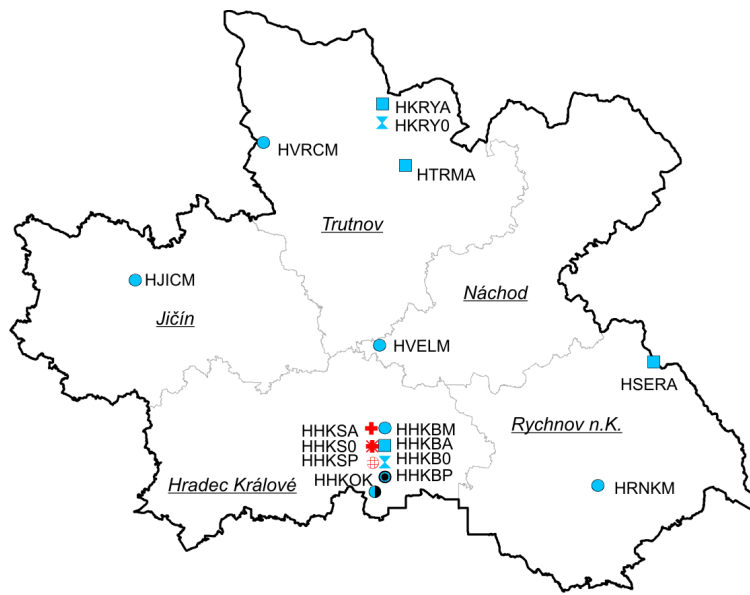 HKRYA
HKRY0
HVRCM
HTRMA
Trutnov
HJICM
Náchod
Jičín
HVELM
HSERA
Rychnov n.K.
HHKSA HHKBM
HHKS0 HHKBA
HHKSP HHKB0
HHKOK HHKBP
Hradec Králové
HRNKM